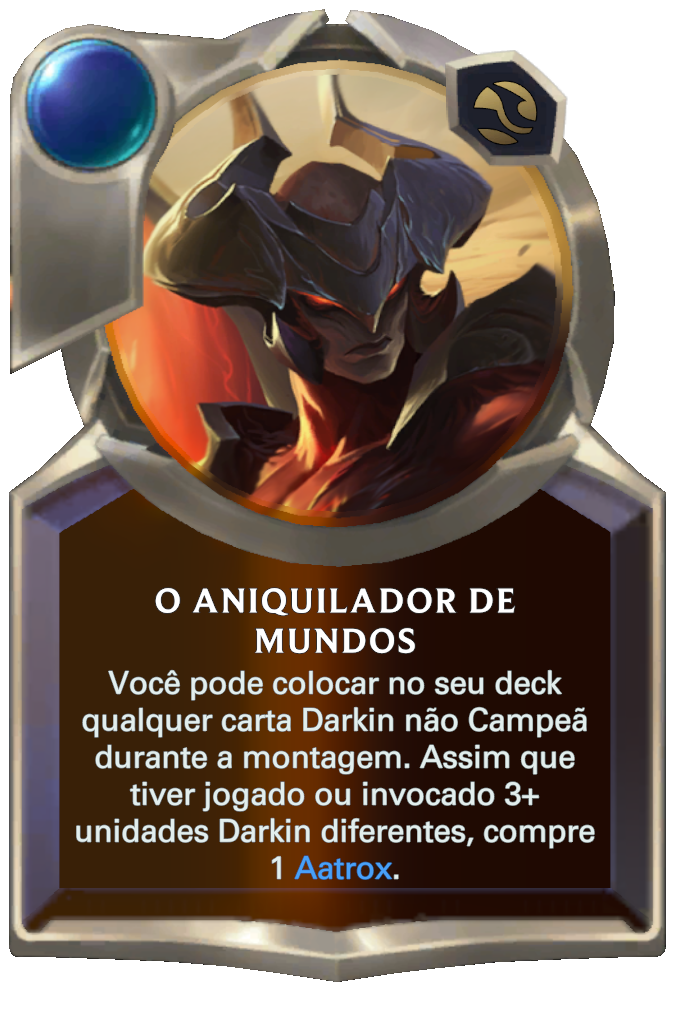 O ANIQUILADOR DE
MUNDOS
Você pode colocar no seu deck
qualquer carta Darkin não Campeã
durante a montagem. Assim que
tiver jogado ou invocado 3+
unidades Darkin diferentes, compre
1 Aatrox.